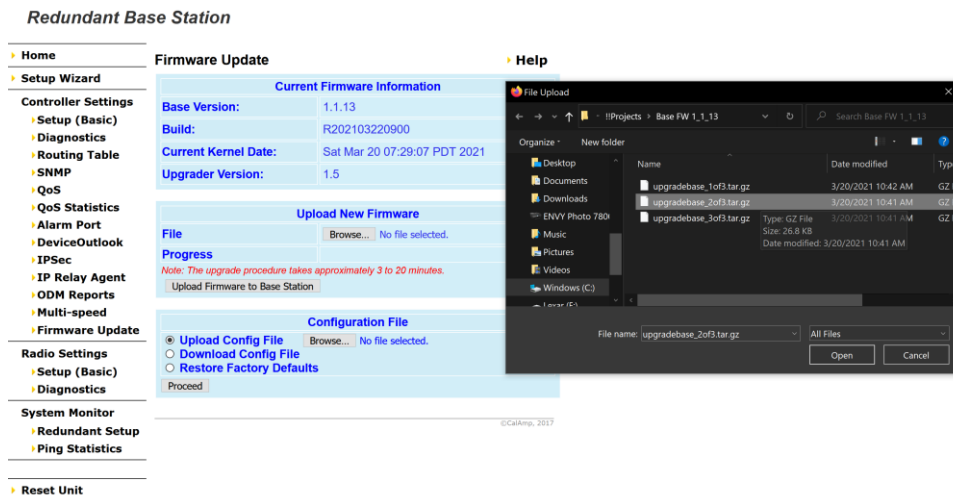 Redundant Base Station
Home
Setup Wizard
Controller Settings
Setup (Basic)
Diagnostics
Routing Table
SNMP
QoS
QoS Statistics
Alarm Port
DeviceOutlook
IPSec
IP Relay Agent
ODM Reports
Multi-speed
Firmware Update
Radio Settings
Setup (Basic)
Diagnostics
System Monitor
Redundant Setup
Ping Statistics
Reset Unit
Firmware Update
Help
Current Firmware Information
Base Version: 1.1.13
Build: R202103220900
Current Kernel Date: Sat Mar 20 07:29:07 PDT 2021
Upgrader Version: 1.5
Upload New Firmware
File Browse... No file selected.
Progress
Note: The upgrade procedure takes approximately 3 to 20 minutes.
Upload Firmware to Base Station
Configuration File
Upload Config File Browse... No file selected.
Download Config File
Restore Factory Defaults
Proceed
©CalAmp, 2017
File Upload
!!Projects > Base FW 1_1_13
Search Base FW 1_1_13
Organize New folder
Desktop
Documents
Downloads
ENVY Photo 780
Music
Pictures
Videos
Windows (C:)
Lexar (F:)
Name Date modified Typ
upgradebase_1of3.tar.gz 3/20/2021 10:42 AM GZ
upgradebase_2of3.tar.gz 3/20/2021 10:41 AM GZ
upgradebase_3of3.tar.gz 3/20/2021 10:41 AM GZ
Type: GZ File
Size: 26.8 KB
Date modified: 3/20/2021 10:41 AM
File name: upgradebase_2of3.tar.gz All Files
Open Cancel